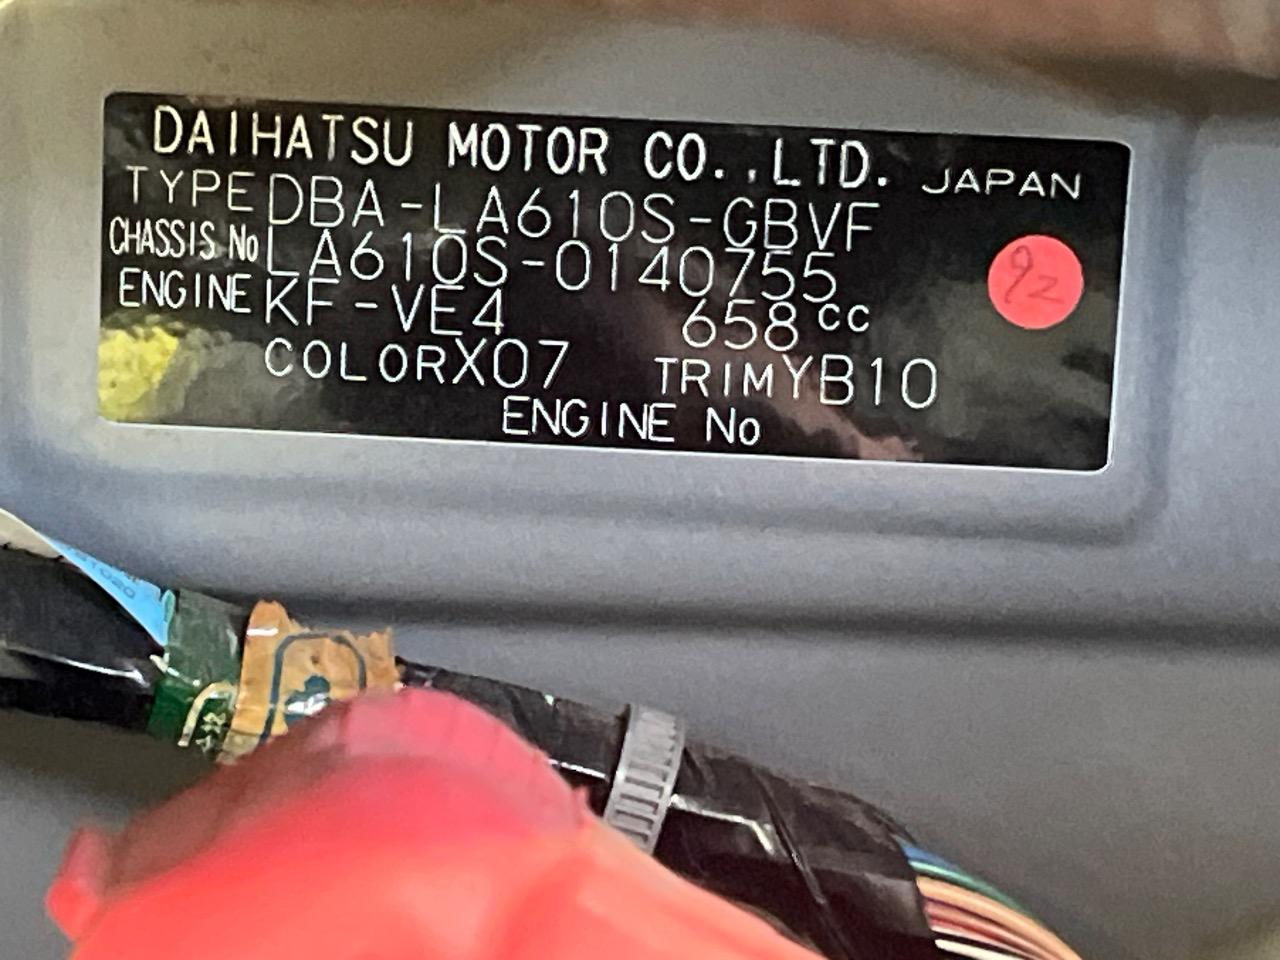 DAIHATSU MOTOR CO.,LTD. JAPAN
TYPE DBA-LA610S-GBVF
CHASSIS No LA610S-0140755
ENGINE KF-VE4 658cc
COLOR X07 TRIM YB10
ENGINE No
92